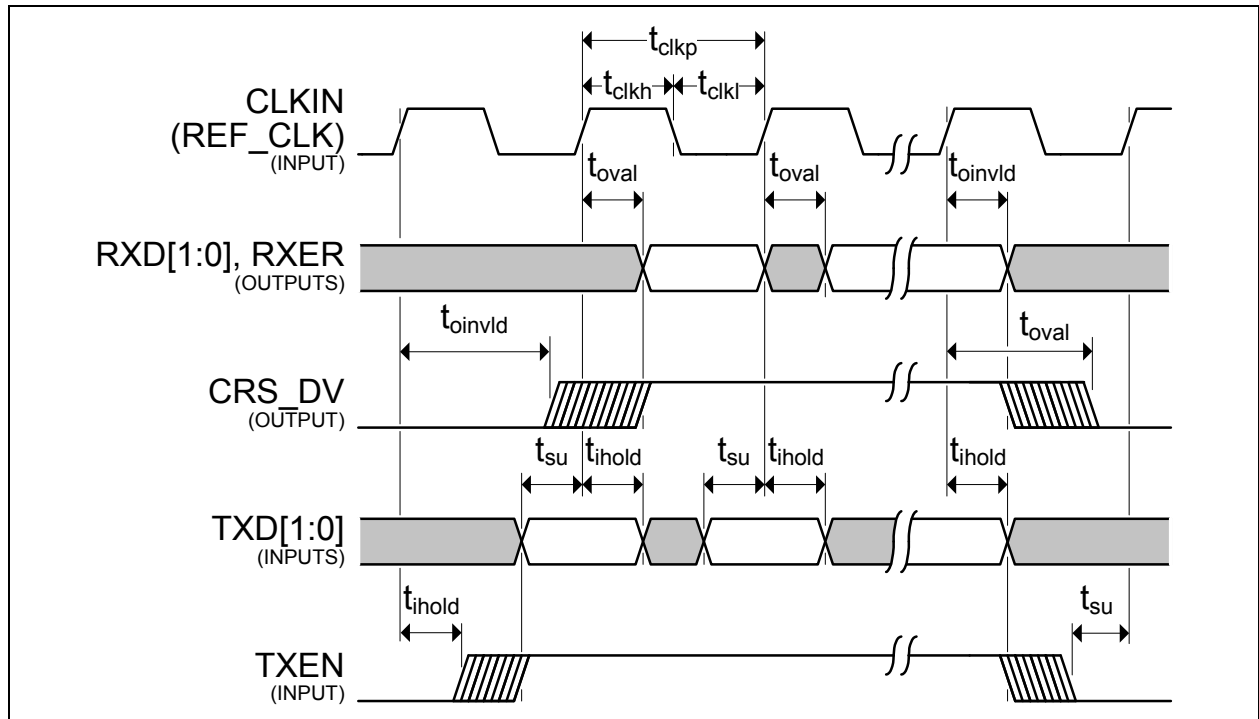 tclkp
tclkh
tclkl
CLKIN
(REF_CLK)
(INPUT)
toval
toval
toinvld
RXD[1:0], RXER
(OUTPUTS)
toinvld
toval
CRS_DV
(OUTPUT)
tsu
tihold
tsu
tihold
tihold
TXD[1:0]
(INPUTS)
tihold
tsu
TXEN
(INPUT)